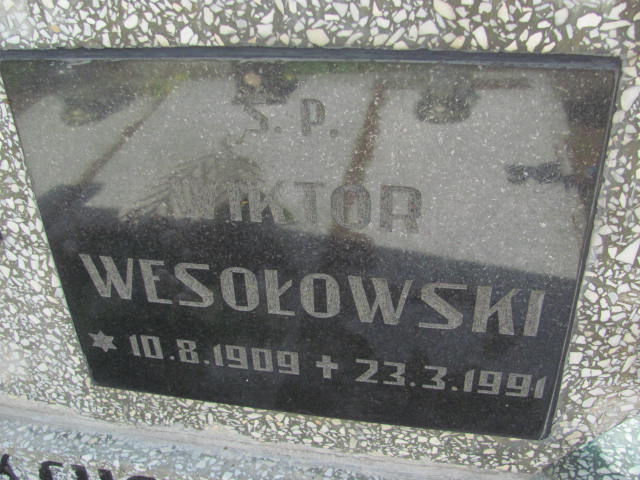 Ś. P.
WIKTOR
WESOŁOWSKI
* 10.8.1909 + 23.3.1991